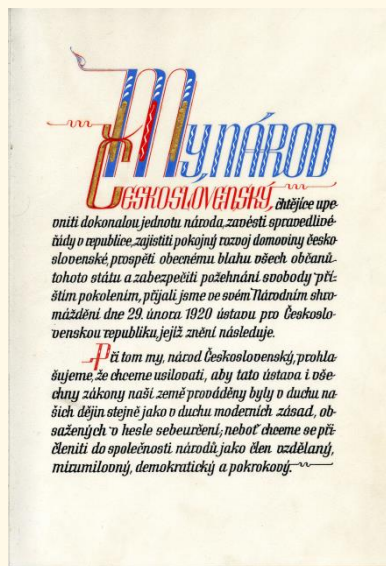 My, národ
Československý, chtějíce upe-
vniti dokonalou jednotu národa, zavésti spravedlivé
řády v republice, zajistiti pokojný rozvoj domoviny česko-
slovenské, prospěti obecnému blahu všech občanů
tohoto státu a zabezpečiti požehnání svobody pří-
štím pokolením, přijali jsme ve svém Národním shro-
máždění dne 29. února 1920 ústavu pro Českoslo-
venskou republiku, jejíž znění následuje.
Při tom my, národ Československý, prohla-
šujeme, že chceme usilovati, aby tato ústava i vše-
chny zákony naší země prováděny byly v duchu na-
šich dějin stejně jako v duchu moderních zásad, ob-
sažených v hesle sebeurčení; neboť chceme se při-
členiti do společnosti národů jako člen vzdělaný,
mírumilovný, demokratický a pokrokový.